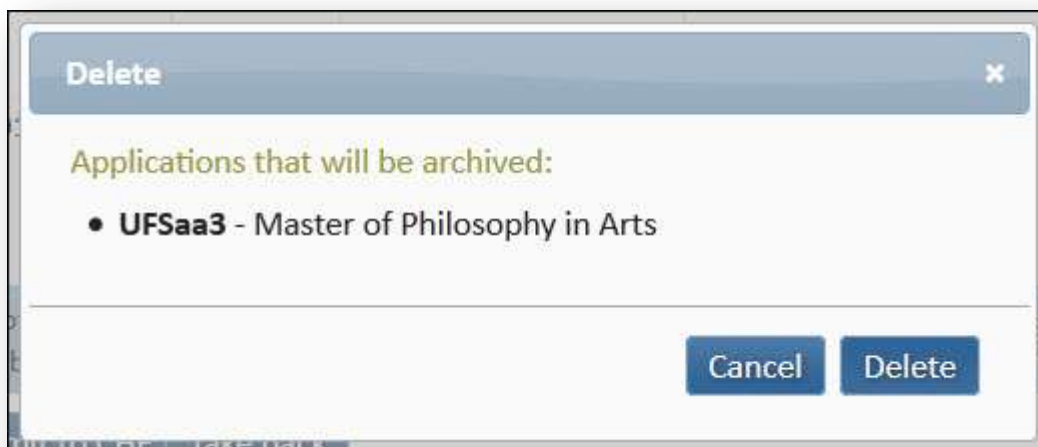 Delete
Applications that will be archived:
• UFSaa3 - Master of Philosophy in Arts
Cancel Delete